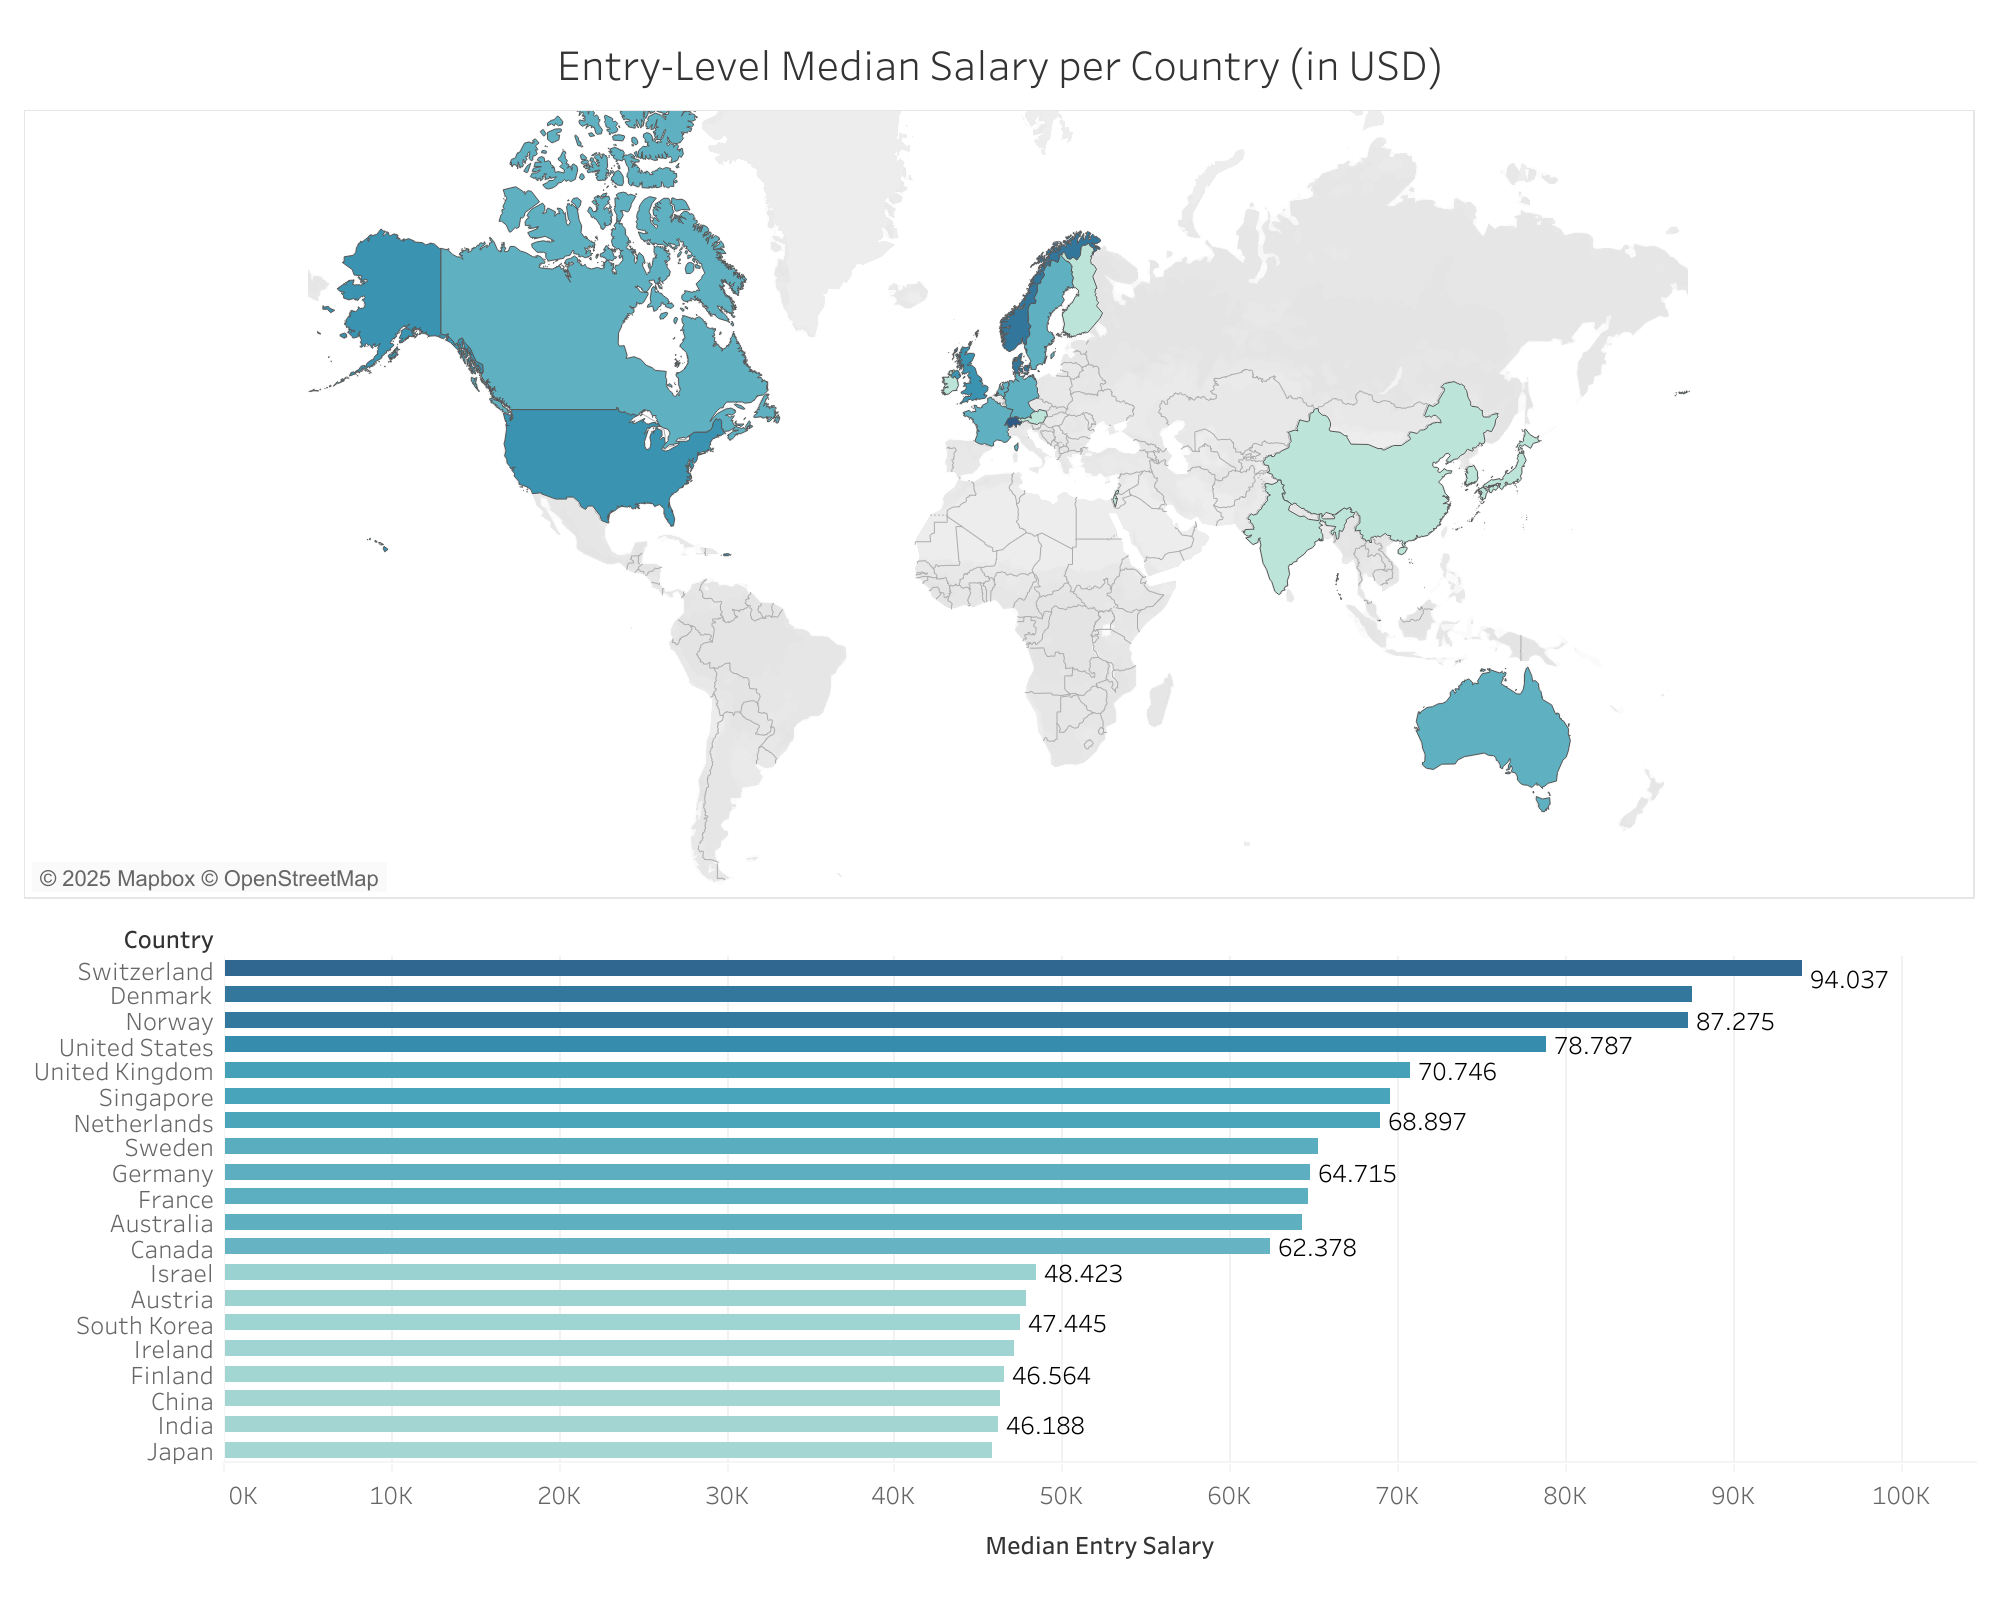 Entry-Level Median Salary per Country (in USD)
© 2025 Mapbox © OpenStreetMap
Country
Switzerland 94.037
Denmark
Norway 87.275
United States 78.787
United Kingdom 70.746
Singapore
Netherlands 68.897
Sweden
Germany 64.715
France
Australia
Canada 62.378
Israel 48.423
Austria
South Korea 47.445
Ireland
Finland 46.564
China
India 46.188
Japan
0K 10K 20K 30K 40K 50K 60K 70K 80K 90K 100K
Median Entry Salary